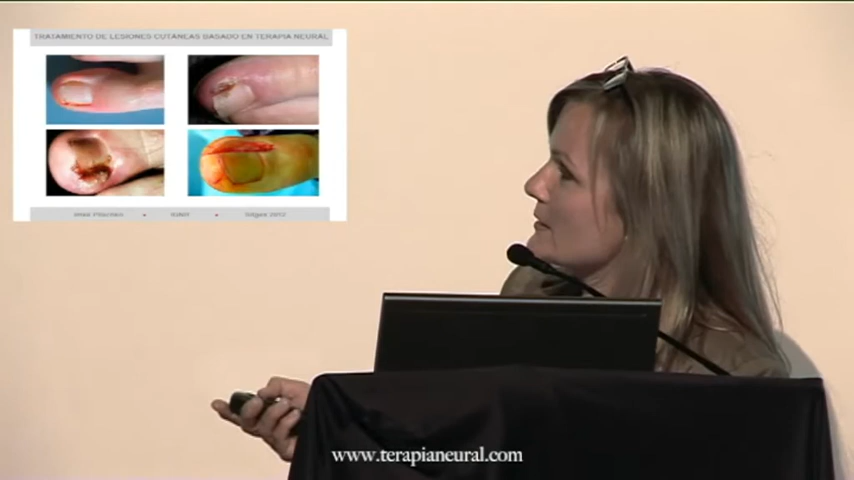 TRATAMIENTO DE LESIONES CUTÁNEAS BASADO EN TERAPIA NEURAL
www.terapianeural.com